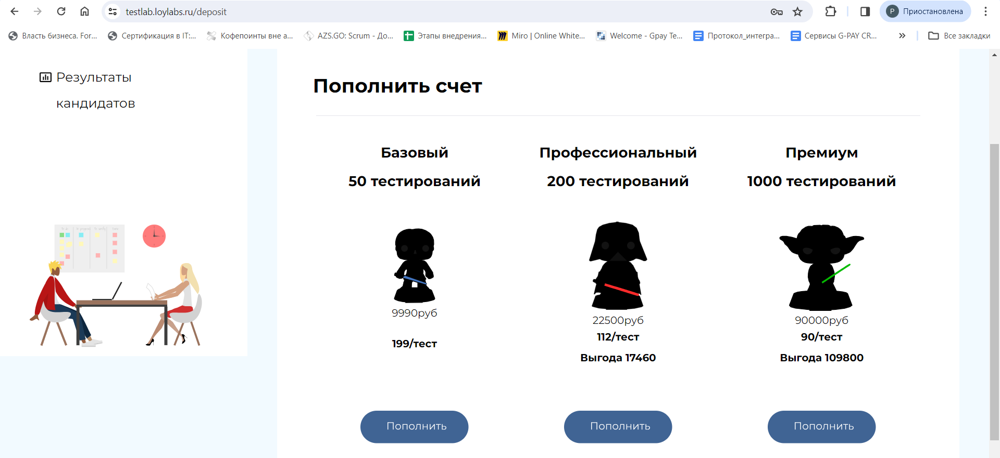 testlab.loylabs.ru/deposit
P Приостановлена
Власть бизнеса. For...
Сертификация в IT:...
Кофепоинты вне а...
AZS.GO: Scrum - До...
Этапы внедрения...
Miro | Online White...
Welcome - Gpay Te...
Протокол_интегра...
Сервисы G-PAY CR...
Все закладки
Результаты
кандидатов
Пополнить счет
Базовый
50 тестирований
9990руб
199/тест
Пополнить
Профессиональный
200 тестирований
22500руб
112/тест
Выгода 17460
Пополнить
Премиум
1000 тестирований
90000руб
90/тест
Выгода 109800
Пополнить